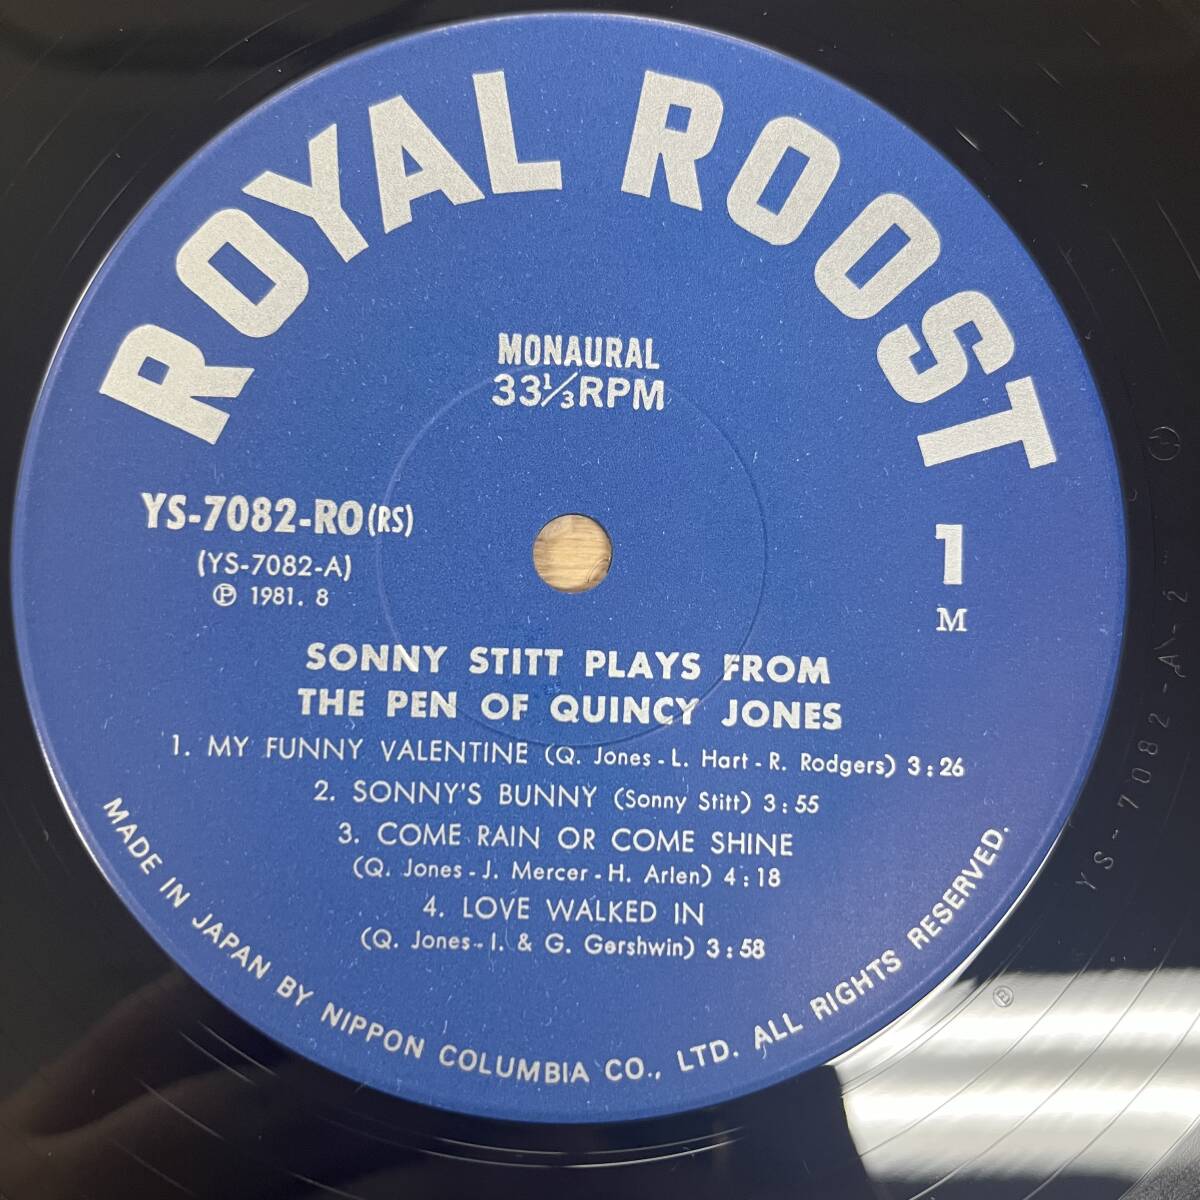 ROYAL ROOST
MONAURAL
33⅓RPM
YS-7082-RO(RS)
(YS-7082-A)
Ⓟ 1981. 8
1
M
SONNY STITT PLAYS FROM
THE PEN OF QUINCY JONES
1. MY FUNNY VALENTINE (Q. Jones - L. Hart - R. Rodgers) 3:26
2. SONNY'S BUNNY (Sonny Stitt) 3:55
3. COME RAIN OR COME SHINE
(Q. Jones - J. Mercer - H. Arlen) 4:18
4. LOVE WALKED IN
(Q. Jones - I. & G. Gershwin) 3:58
MADE IN JAPAN BY NIPPON COLUMBIA CO., LTD. ALL RIGHTS RESERVED.
YS-7082-A-2
Ⓑ